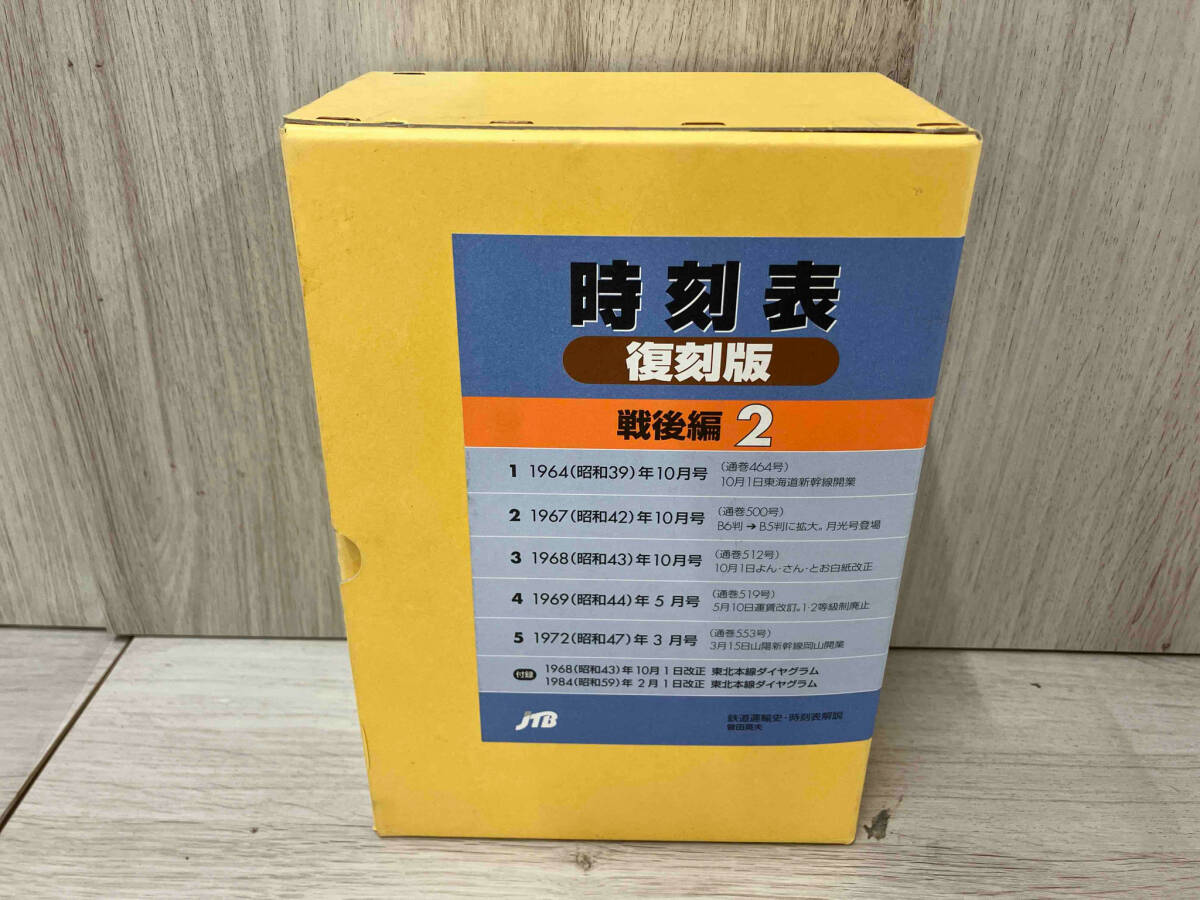 時刻表
復刻版
戦後編 2
1 1964(昭和39)年10月号 (通巻464号)
10月1日東海道新幹線開業
2 1967(昭和42)年10月号 (通巻500号)
B6判→B5判に拡大。月光号登場
3 1968(昭和43)年10月号 (通巻512号)
10月1日よん・さん・とお白紙改正
4 1969(昭和44)年 5 月号 (通巻519号)
5月10日運賃改訂。1・2等級制廃止
5 1972(昭和47)年 3 月号 (通巻553号)
3月15日山陽新幹線岡山開業
付録 1968(昭和43)年10月 1 日改正 東北本線ダイヤグラム
1984(昭和59)年 2月 1日改正 東北本線ダイヤグラム
JTB
鉄道運輸史・時刻表解説
曽田英夫